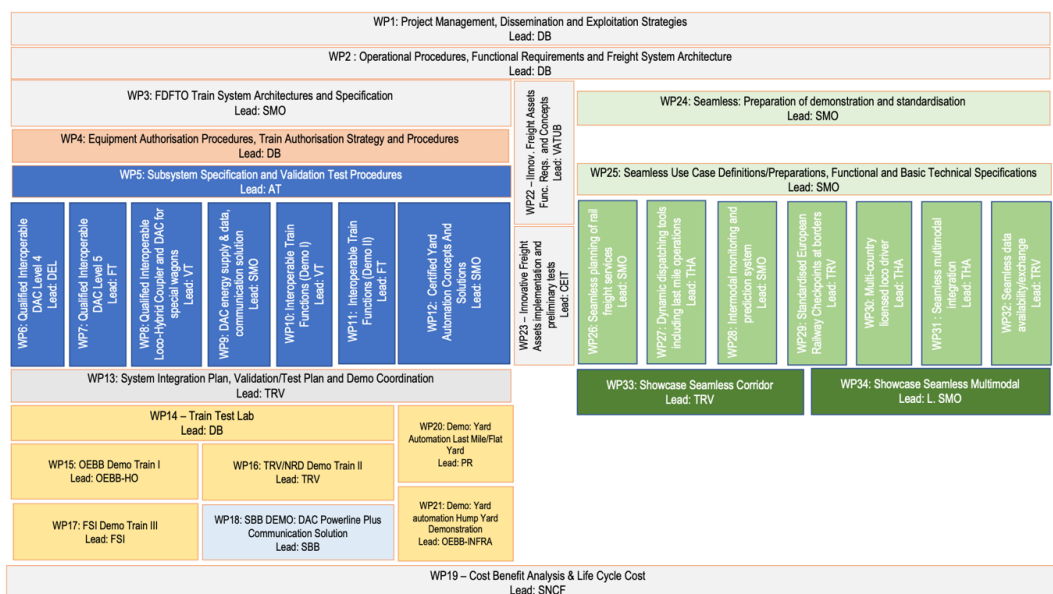 WP1: Project Management, Dissemination and Exploitation Strategies
Lead: DB
WP2 : Operational Procedures, Functional Requirements and Freight System Architecture
Lead: DB
WP3: FDFTO Train System Architectures and Specification
Lead: SMO
WP4: Equipment Authorisation Procedures, Train Authorisation Strategy and Procedures
Lead: DB
WP5: Subsystem Specification and Validation Test Procedures
Lead: AT
WP6: Qualified Interoperable
DAC Level 4
Lead: DEL
WP7: Qualified Interoperable
DAC Level 5
Lead: FT
WP8: Qualified Interoperable
Loco-Hybrid Coupler and DAC for
special wagons
Lead: VT
WP9: DAC energy supply & data,
communication solution
Lead: SMO
WP10: Interoperable Train
Functions (Demo I)
Lead: VT
WP11: Interoperable Train
Functions (Demo II)
Lead: FT
WP12: Certified Yard
Automation Concepts And
Solutions
Lead: SMO
WP13: System Integration Plan, Validation/Test Plan and Demo Coordination
Lead: TRV
WP14 – Train Test Lab
Lead: DB
WP15: OEBB Demo Train I
Lead: OEBB-HO
WP16: TRV/NRD Demo Train II
Lead: TRV
WP17: FSI Demo Train III
Lead: FSI
WP18: SBB DEMO: DAC Powerline Plus
Communication Solution
Lead: SBB
WP20: Demo: Yard
Automation Last Mile/Flat
Yard
Lead: PR
WP21: Demo: Yard
automation Hump Yard
Demonstration
Lead: OEBB-INFRA
WP22 – IInnov. Freight Assets
Func. Reqs. and Concepts
Lead: VATUB
WP23 – Innovative Freight
Assets implementation and
preliminary tests
Lead: CEIT
WP24: Seamless: Preparation of demonstration and standardisation
Lead: SMO
WP25: Seamless Use Case Definitions/Preparations, Functional and Basic Technical Specifications
Lead: SMO
WP26: Seamless planning of rail
freight services
Lead: SMO
WP27: Dynamic dispatching tools
including last mile operations
Lead: THA
WP28: Intermodal monitoring and
prediction system
Lead: SMO
WP29: Standardised European
Railway Checkpoints at borders
Lead: TRV
WP30: Multi-country
licensed loco driver
Lead: THA
WP31 : Seamless multimodal
integration
Lead: THA
WP32: Seamless data
availability/exchange
Lead: TRV
WP33: Showcase Seamless Corridor
Lead: TRV
WP34: Showcase Seamless Multimodal
Lead: L. SMO
WP19 – Cost Benefit Analysis & Life Cycle Cost
Lead: SNCF